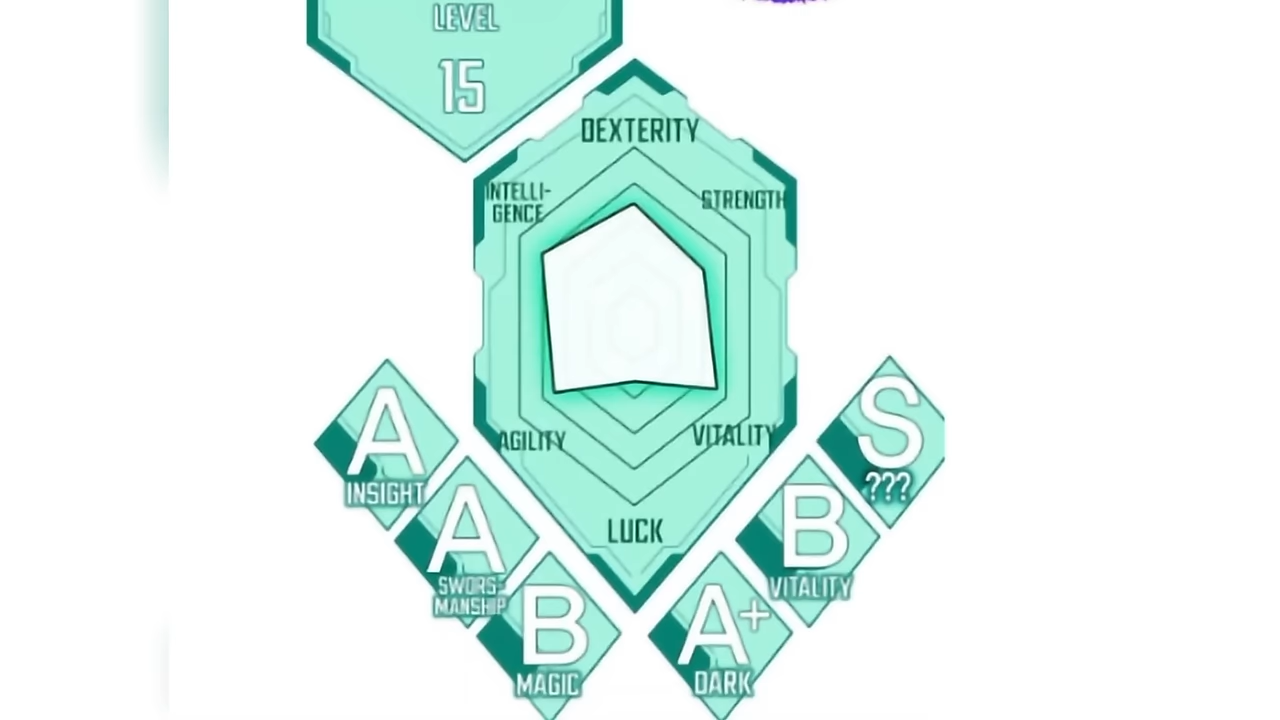 LEVEL
15
DEXTERITY
INTELLI-
GENCE
STRENGTH
AGILITY
VITALITY
LUCK
A
INSIGHT
A
SWORS-
MANSHIP
B
MAGIC
A+
DARK
B
VITALITY
S
???